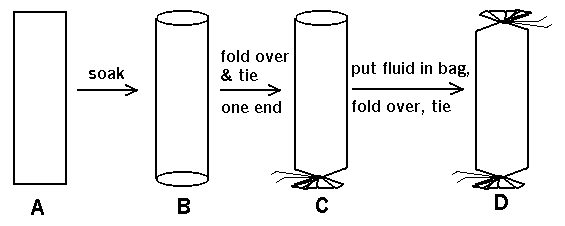 soak
fold over
& tie
one end
put fluid in bag,
fold over, tie
A
B
C
D